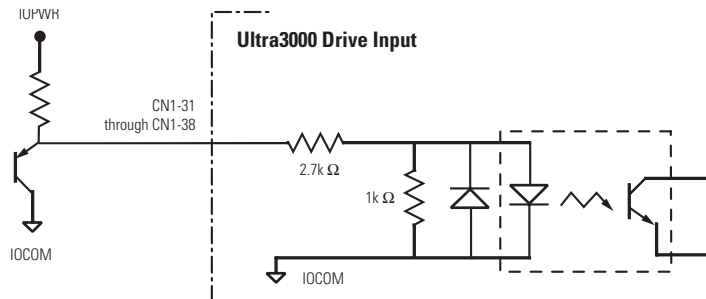 IOPWR
Ultra3000 Drive Input
CN1-31
through CN1-38
2.7k Ω
1k Ω
IOCOM
IOCOM